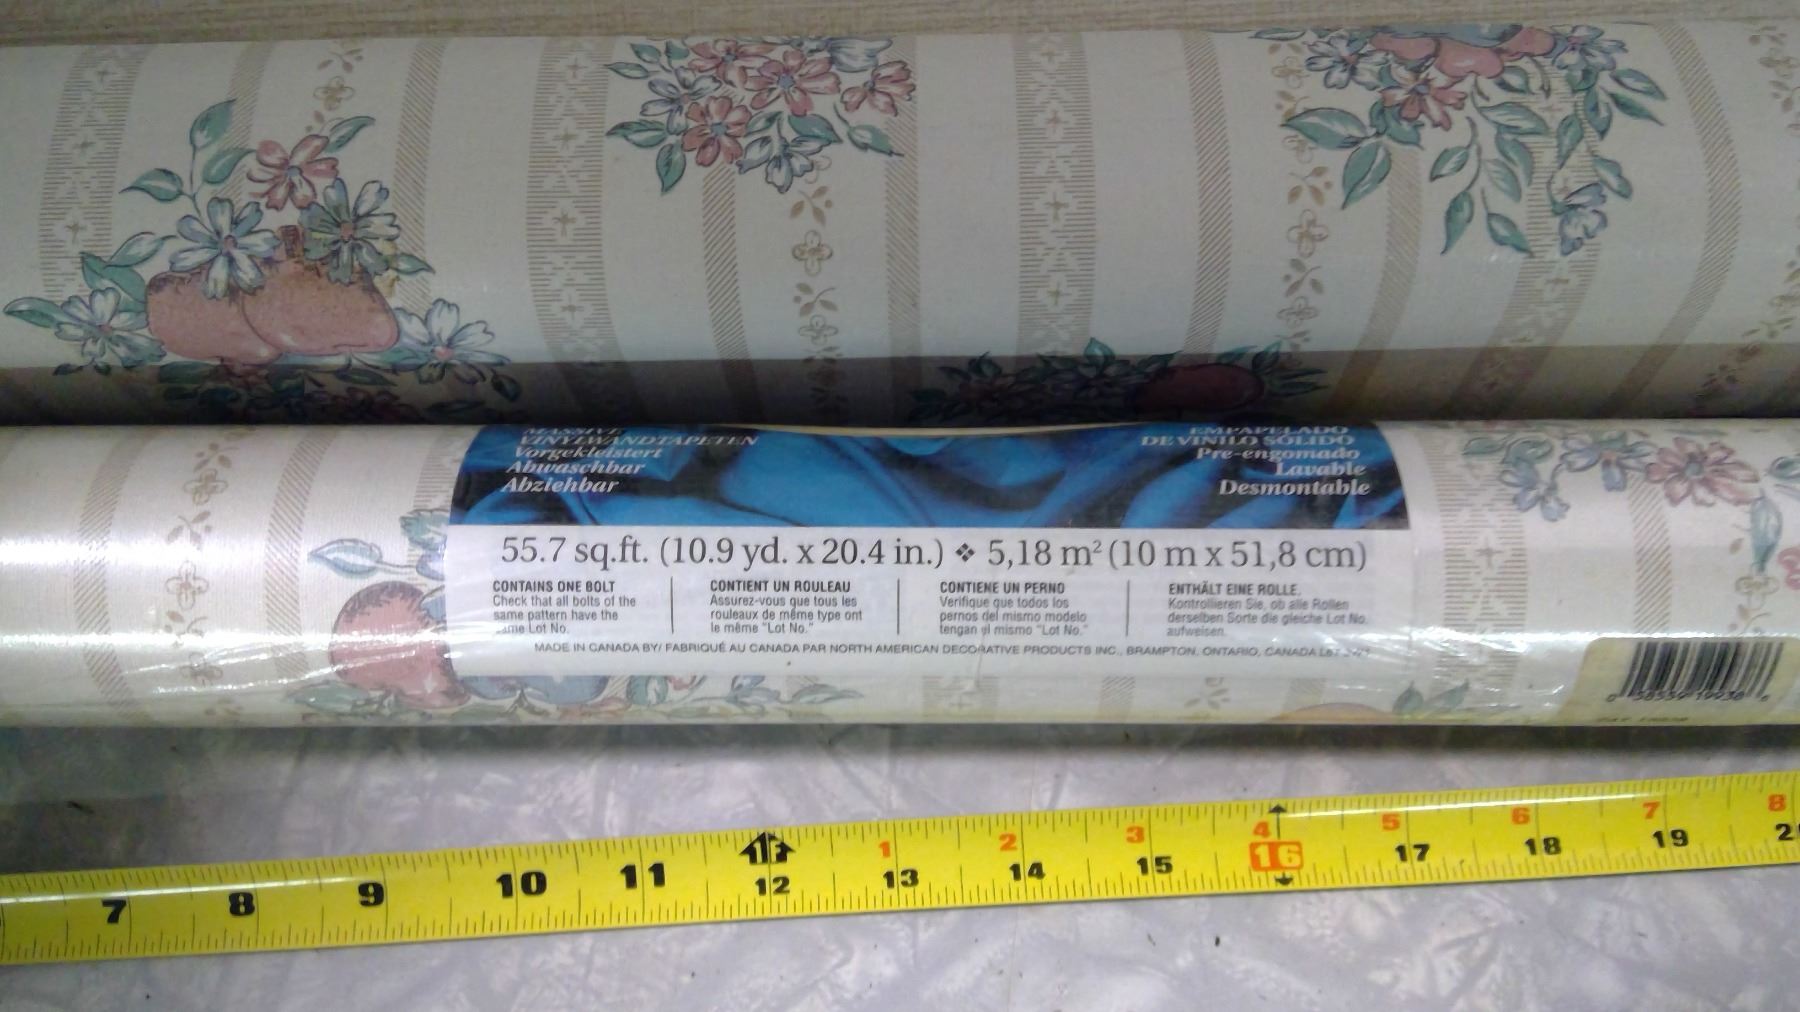 MASSIVE
VINYLWANDTAPETEN
Vorgekleistert
Abwaschbar
Abziehbar
EMPAPELADO
DE VINILO SÓLIDO
Pre-engomado
Lavable
Desmontable
55.7 sq.ft. (10.9 yd. x 20.4 in.) ❖ 5,18 m² (10 m x 51,8 cm)
CONTAINS ONE BOLT
Check that all bolts of the
same pattern have the
same Lot No.
CONTIENT UN ROULEAU
Assurez-vous que tous les
rouleaux de même type ont
le même "Lot No."
CONTIENE UN PERNO
Verifique que todos los
pernos del mismo modelo
tengan el mismo "Lot No."
ENTHÄLT EINE ROLLE.
Kontrollieren Sie, ob alle Rollen
derselben Sorte die gleiche Lot No.
aufweisen.
MADE IN CANADA BY/ FABRIQUÉ AU CANADA PAR NORTH AMERICAN DECORATIVE PRODUCTS INC., BRAMPTON, ONTARIO, CANADA
1 2 3 4 5 6 7 8
7 8 9 10 11 12 13 14 15 16 17 18 19